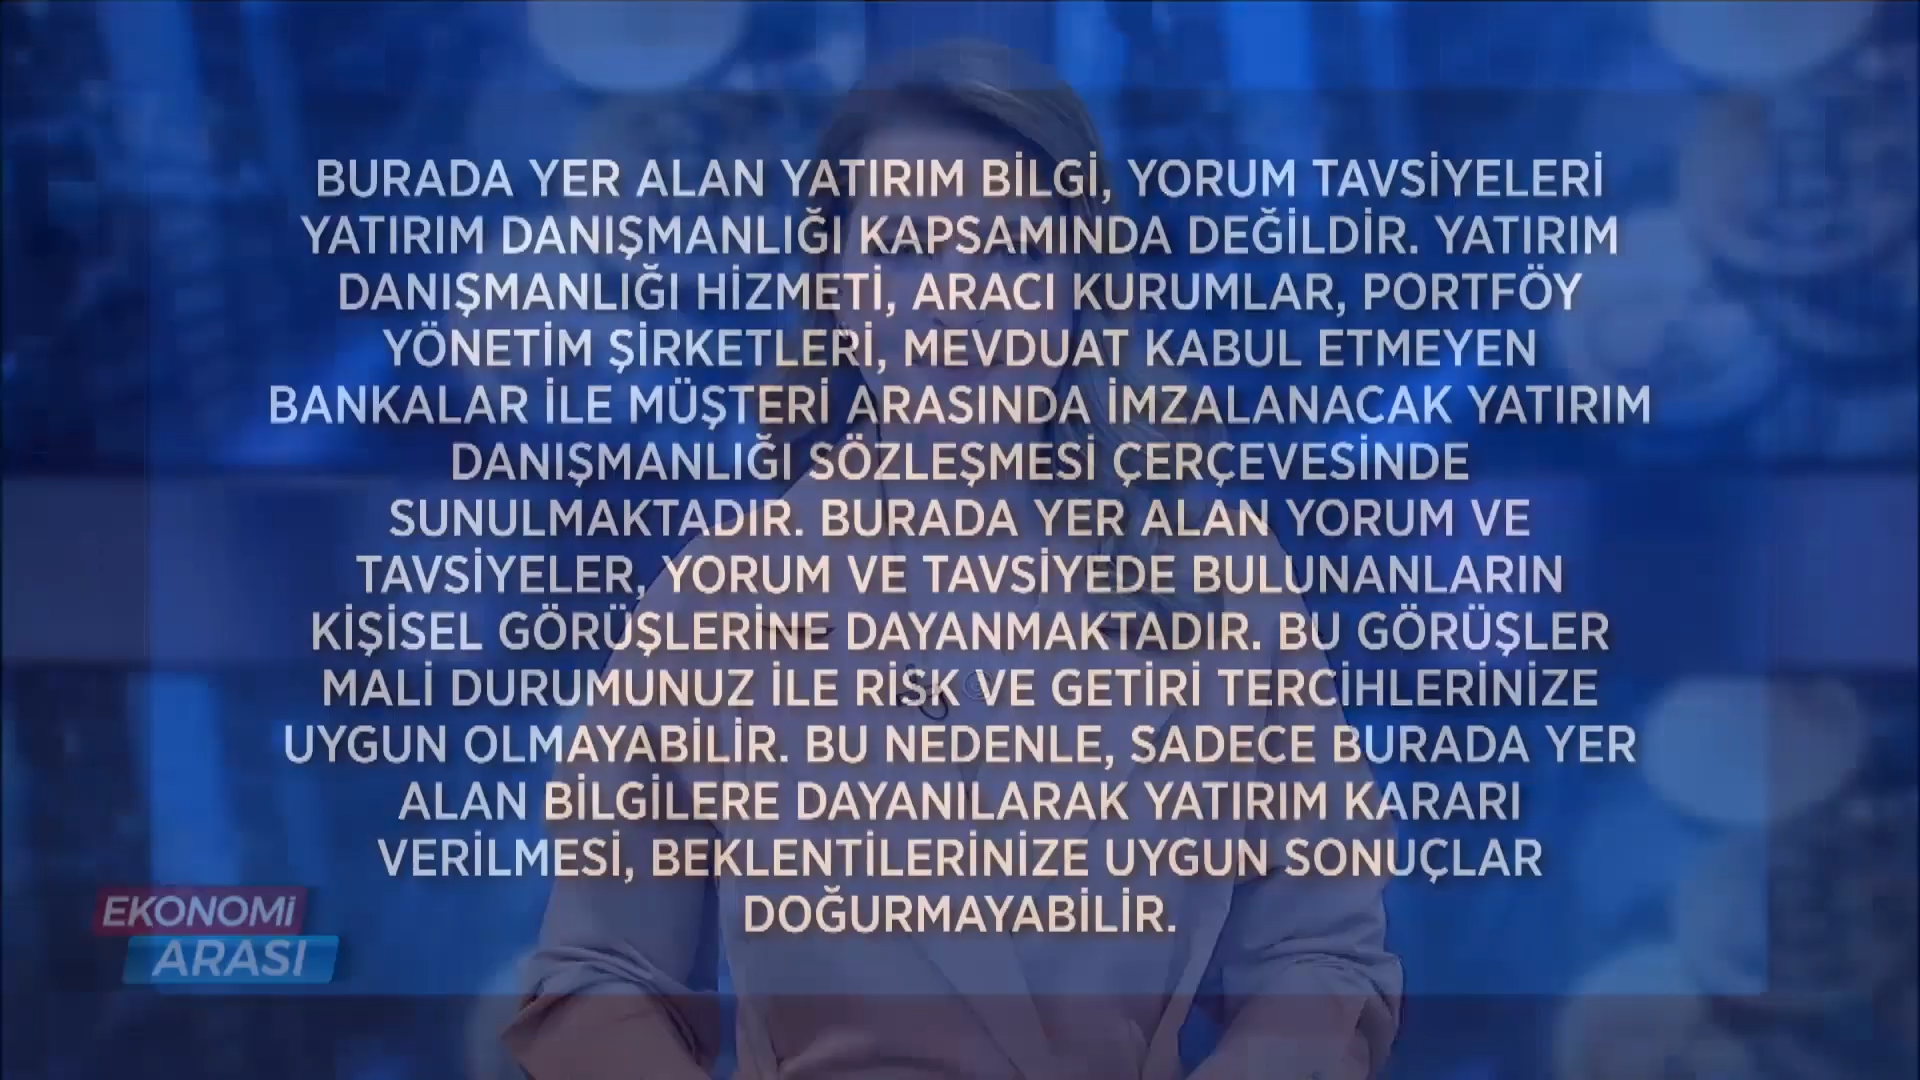 BURADA YER ALAN YATIRIM BİLGİ, YORUM TAVSİYELERİ
YATIRIM DANIŞMANLIĞI KAPSAMINDA DEĞİLDİR. YATIRIM
DANIŞMANLIĞI HİZMETİ, ARACI KURUMLAR, PORTFÖY
YÖNETİM ŞİRKETLERİ, MEVDUAT KABUL ETMEYEN
BANKALAR İLE MÜŞTERİ ARASINDA İMZALANACAK YATIRIM
DANIŞMANLIĞI SÖZLEŞMESİ ÇERÇEVESİNDE
SUNULMAKTADIR. BURADA YER ALAN YORUM VE
TAVSİYELER, YORUM VE TAVSİYEDE BULUNANLARIN
KİŞİSEL GÖRÜŞLERİNE DAYANMAKTADIR. BU GÖRÜŞLER
MALİ DURUMUNUZ İLE RİSK VE GETİRİ TERCİHLERİNİZE
UYGUN OLMAYABİLİR. BU NEDENLE, SADECE BURADA YER
ALAN BİLGİLERE DAYANILARAK YATIRIM KARARI
VERİLMESİ, BEKLENTİLERİNİZE UYGUN SONUÇLAR
DOĞURMAYABİLİR.
EKONOMİ
ARASI